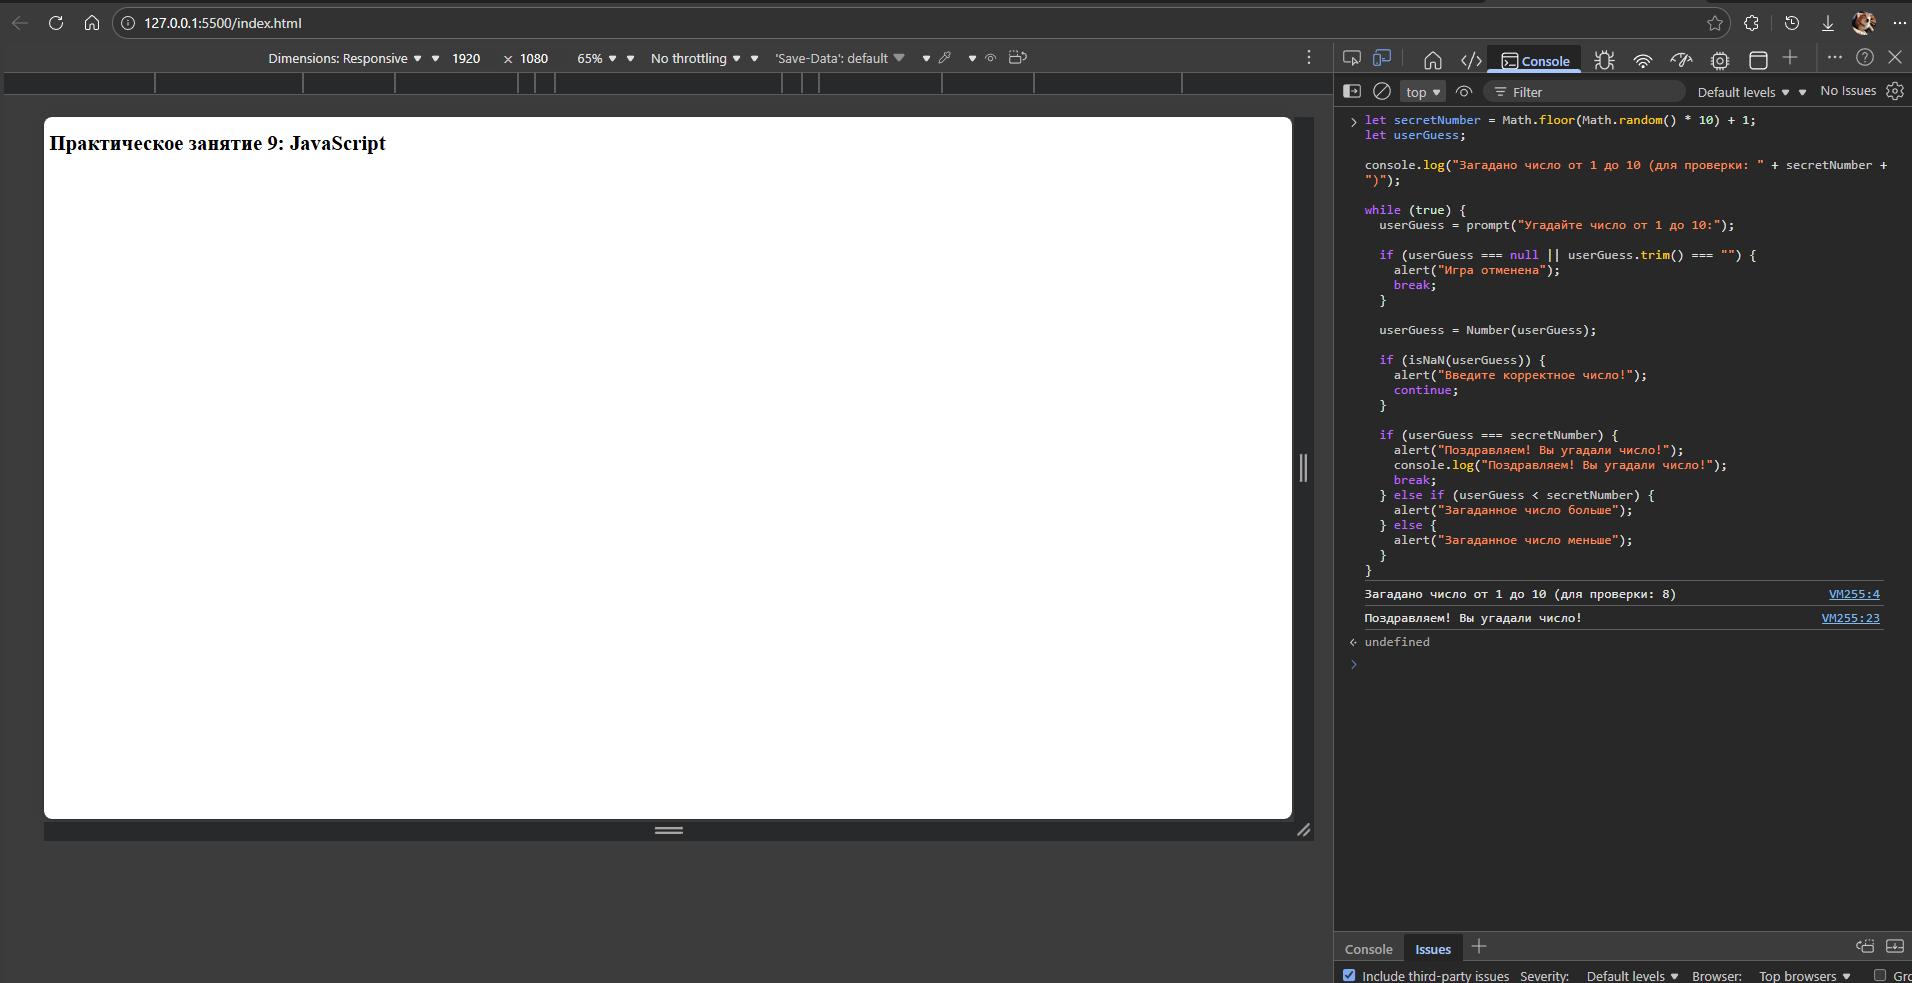 127.0.0.1:5500/index.html
Dimensions: Responsive 1920 × 1080 65% No throttling 'Save-Data': default
Console
top Filter Default levels No Issues
Практическое занятие 9: JavaScript
let secretNumber = Math.floor(Math.random() * 10) + 1;
let userGuess;
console.log("Загадано число от 1 до 10 (для проверки: " + secretNumber +
")");
while (true) {
userGuess = prompt("Угадайте число от 1 до 10:");
if (userGuess === null || userGuess.trim() === "") {
alert("Игра отменена");
break;
}
userGuess = Number(userGuess);
if (isNaN(userGuess)) {
alert("Введите корректное число!");
continue;
}
if (userGuess === secretNumber) {
alert("Поздравляем! Вы угадали число!");
console.log("Поздравляем! Вы угадали число!");
break;
} else if (userGuess < secretNumber) {
alert("Загаданное число больше");
} else {
alert("Загаданное число меньше");
}
}
Загадано число от 1 до 10 (для проверки: 8) VM255:4
Поздравляем! Вы угадали число! VM255:23
undefined
Console Issues
Include third-party issues Severity: Default levels Browser: Top browsers Gro